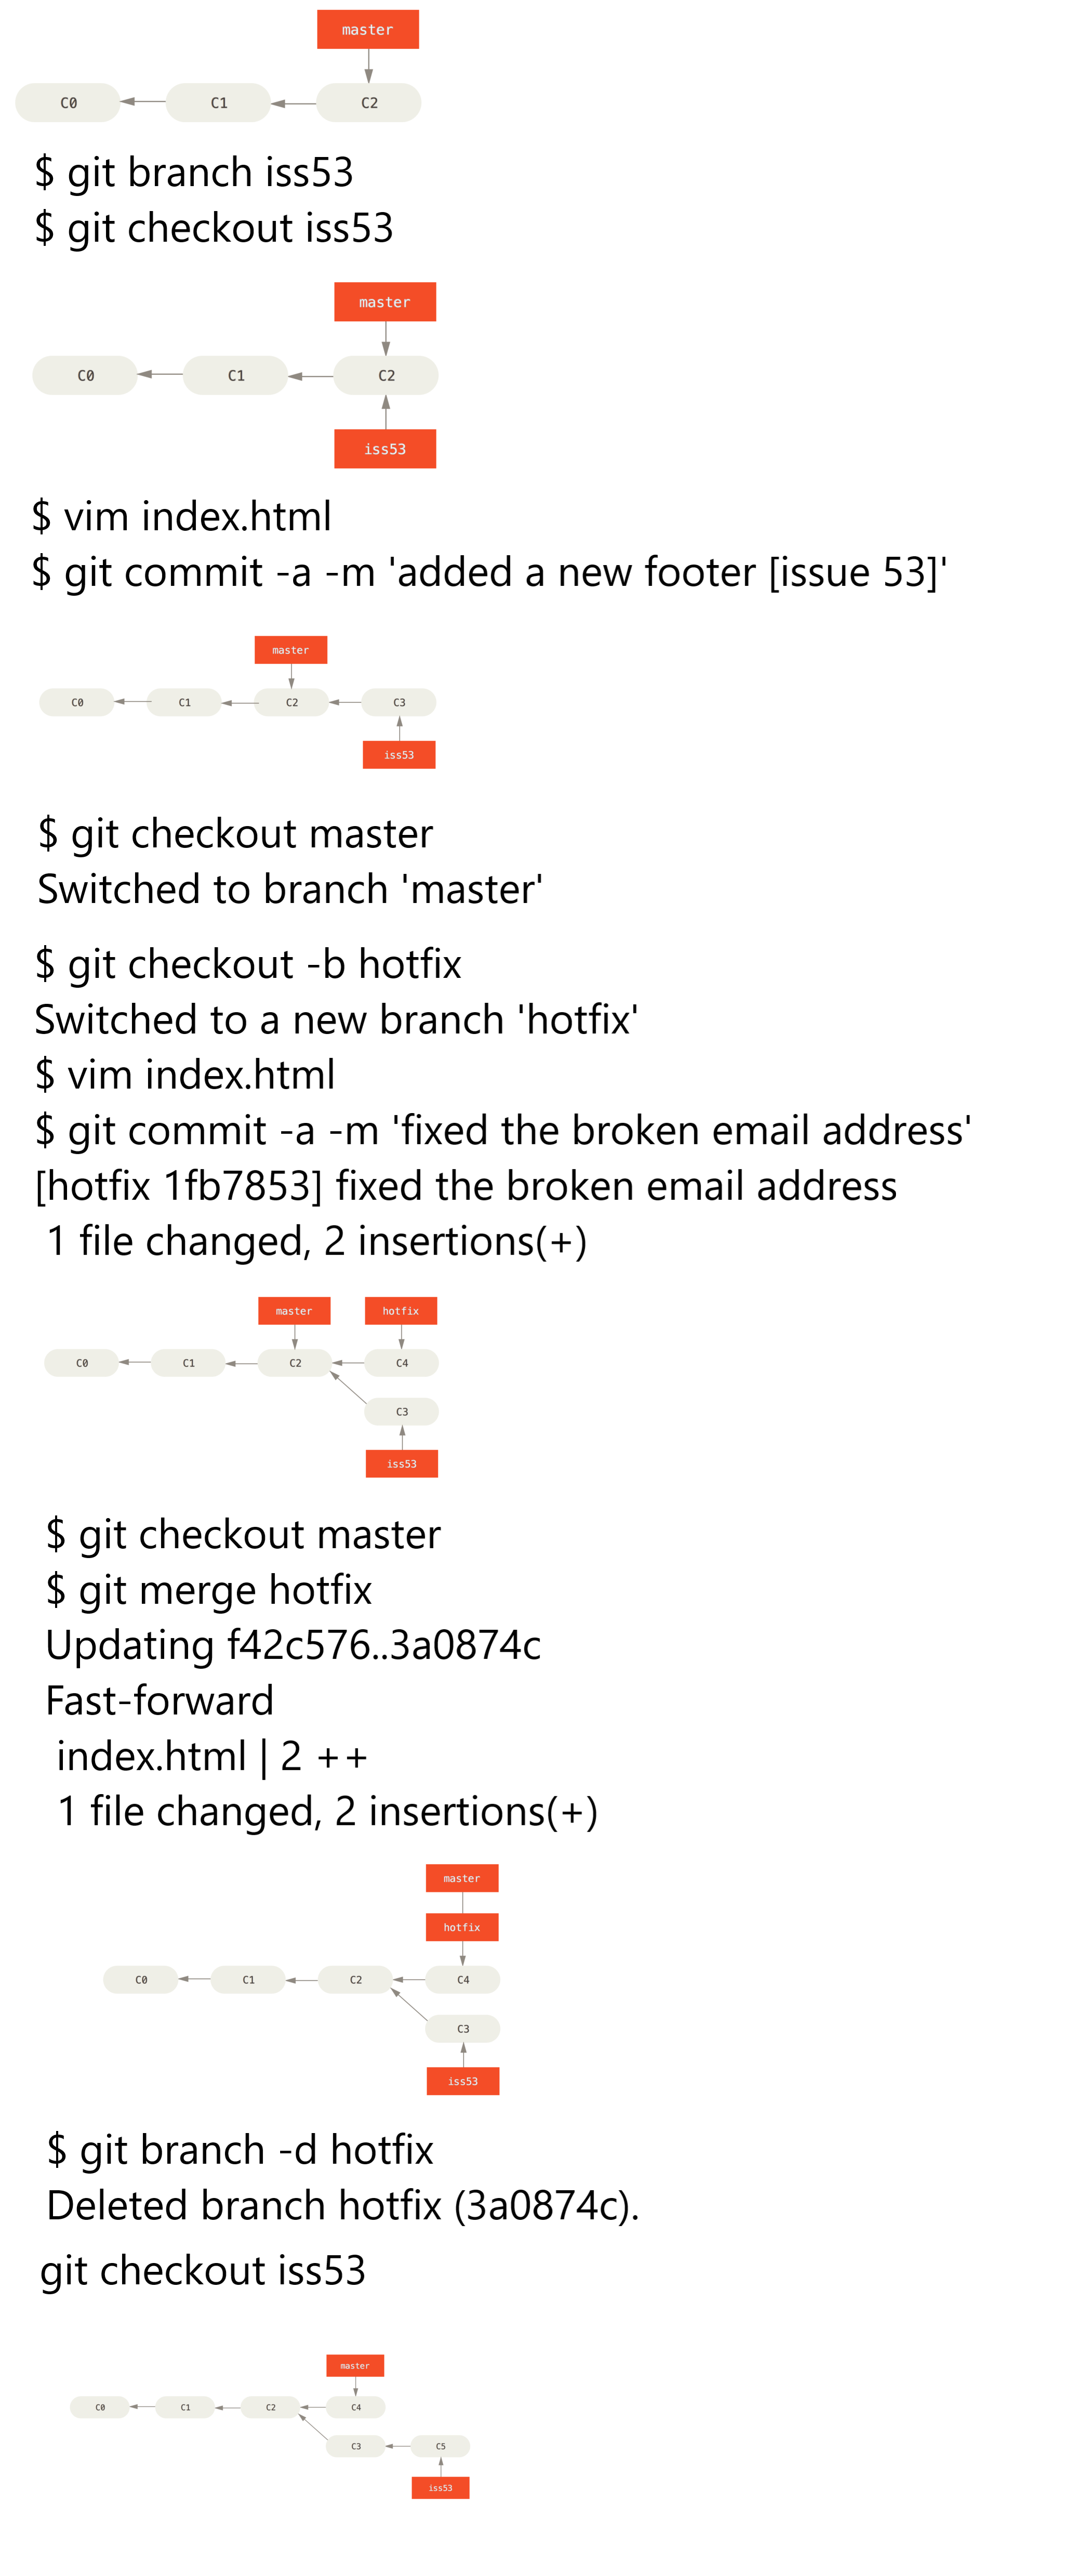 master
C0 C1 C2
$ git branch iss53
$ git checkout iss53
master
C0 C1 C2
iss53
$ vim index.html
$ git commit -a -m 'added a new footer [issue 53]'
master
C0 C1 C2 C3
iss53
$ git checkout master
Switched to branch 'master'
$ git checkout -b hotfix
Switched to a new branch 'hotfix'
$ vim index.html
$ git commit -a -m 'fixed the broken email address'
[hotfix 1fb7853] fixed the broken email address
1 file changed, 2 insertions(+)
master hotfix
C0 C1 C2 C4
C3
iss53
$ git checkout master
$ git merge hotfix
Updating f42c576..3a0874c
Fast-forward
index.html | 2 ++
1 file changed, 2 insertions(+)
master
hotfix
C0 C1 C2 C4
C3
iss53
$ git branch -d hotfix
Deleted branch hotfix (3a0874c).
git checkout iss53
master
C0 C1 C2 C4
C3 C5
iss53